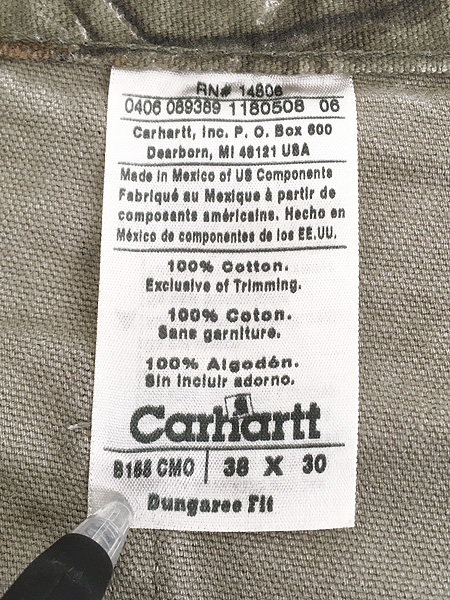 RN# 14806
0406 089389 1180508 06
Carhartt, Inc. P. O. Box 600
Dearborn, MI 48121 USA
Made in Mexico of US Components
Fabriqué au Mexique à partir de
composants américains. Hecho en
México de componentes de los EE.UU.
100% Cotton.
Exclusive of Trimming.
100% Coton.
Sans garniture.
100% Algodón.
Sin incluir adorno.
Carhartt
B188 CMO 38 X 30
Dungaree Fit